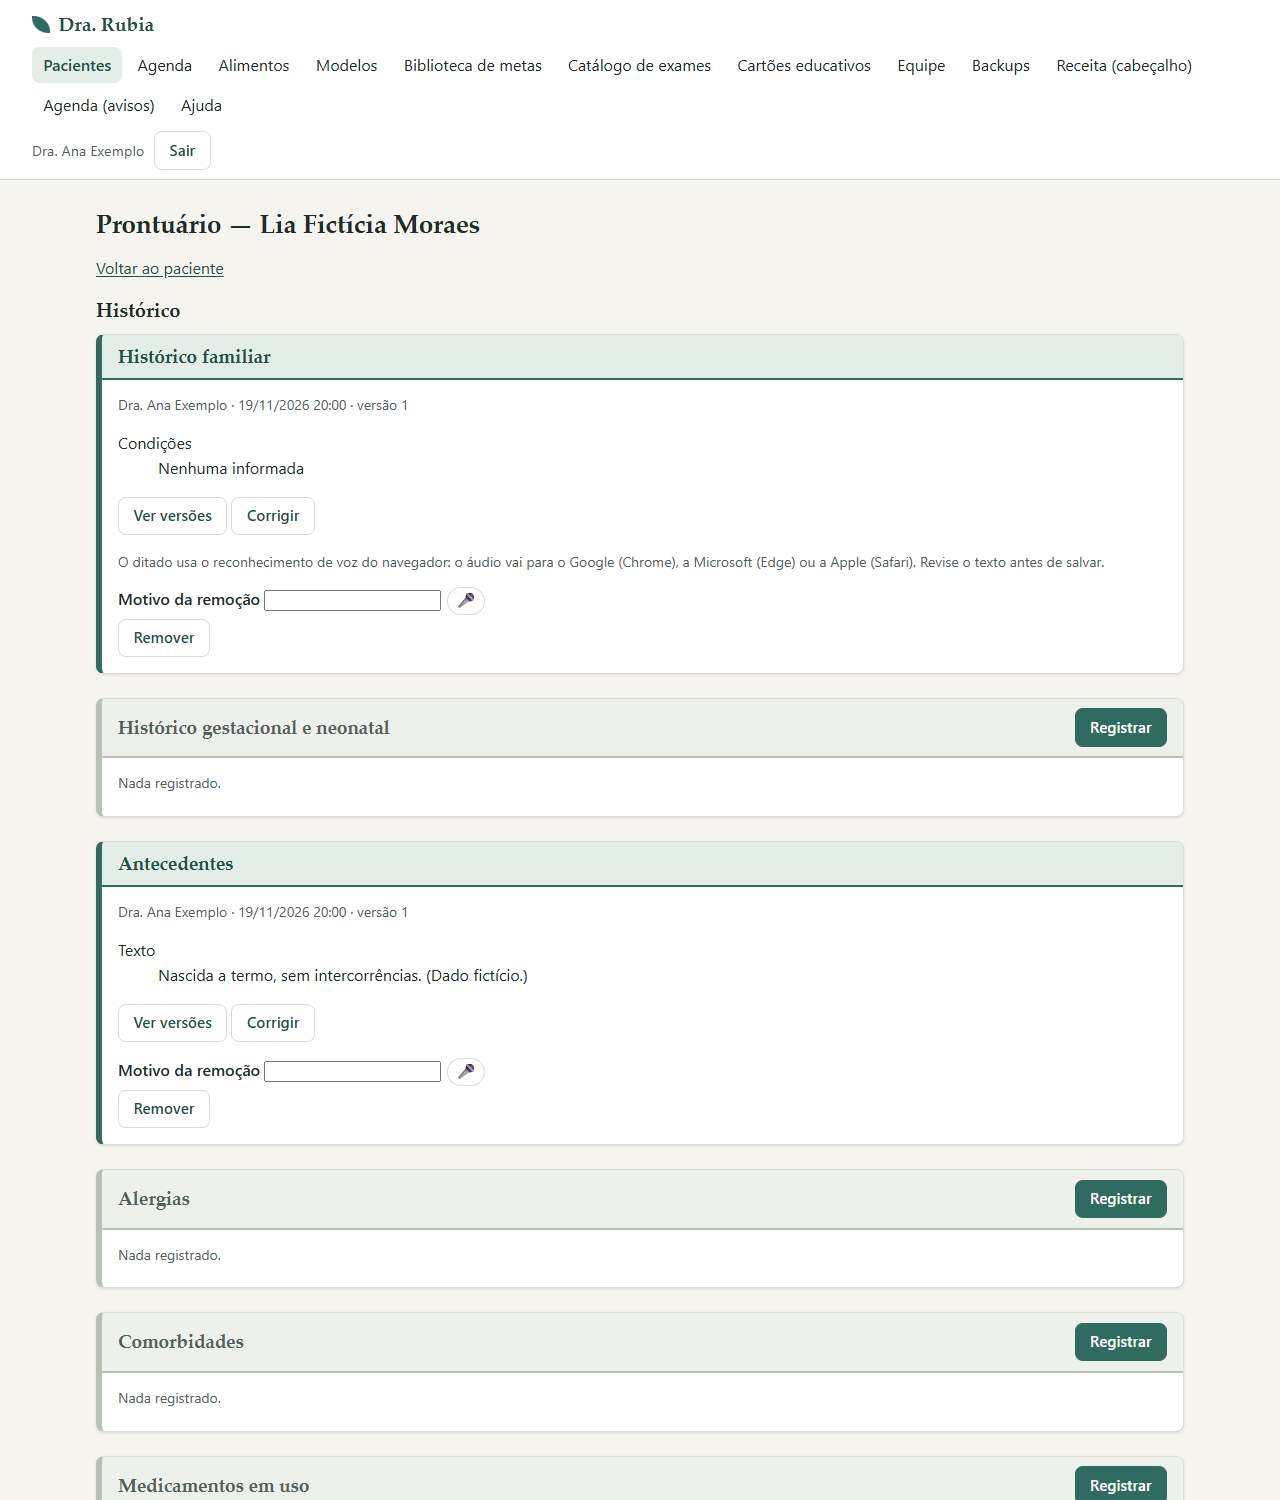 Dra. Rubia
Pacientes Agenda Alimentos Modelos Biblioteca de metas Catálogo de exames Cartões educativos Equipe Backups Receita (cabeçalho)
Agenda (avisos) Ajuda
Dra. Ana Exemplo Sair
Prontuário — Lia Fictícia Moraes
Voltar ao paciente
Histórico
Histórico familiar
Dra. Ana Exemplo · 19/11/2026 20:00 · versão 1
Condições
Nenhuma informada
Ver versões Corrigir
O ditado usa o reconhecimento de voz do navegador: o áudio vai para o Google (Chrome), a Microsoft (Edge) ou a Apple (Safari). Revise o texto antes de salvar.
Motivo da remoção
Remover
Histórico gestacional e neonatal Registrar
Nada registrado.
Antecedentes
Dra. Ana Exemplo · 19/11/2026 20:00 · versão 1
Texto
Nascida a termo, sem intercorrências. (Dado fictício.)
Ver versões Corrigir
Motivo da remoção
Remover
Alergias Registrar
Nada registrado.
Comorbidades Registrar
Nada registrado.
Medicamentos em uso Registrar